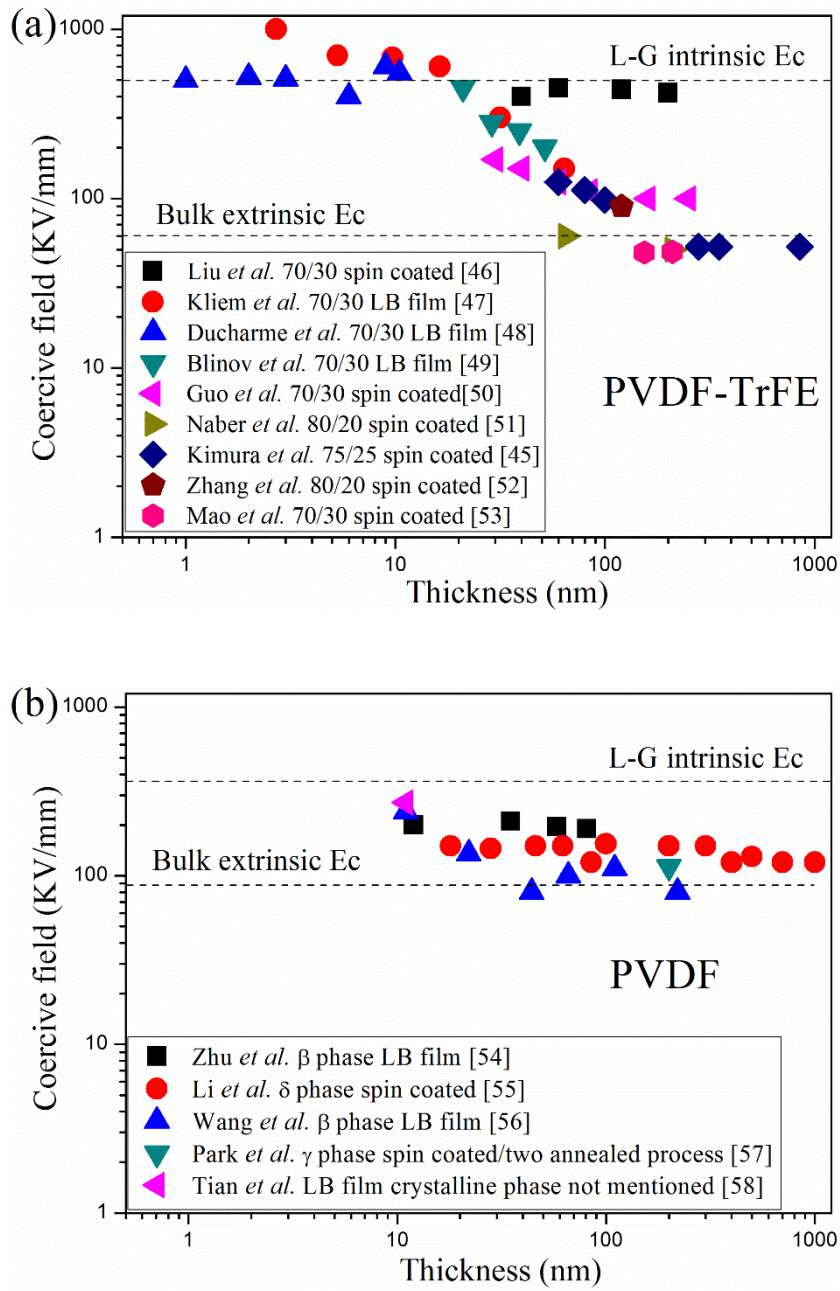 (a)
1000
100
10
1
Coercive field (KV/mm)
L-G intrinsic Ec
Bulk extrinsic Ec
Liu et al. 70/30 spin coated [46]
Kliem et al. 70/30 LB film [47]
Ducharme et al. 70/30 LB film [48]
Blinov et al. 70/30 LB film [49]
Guo et al. 70/30 spin coated[50]
Naber et al. 80/20 spin coated [51]
Kimura et al. 75/25 spin coated [45]
Zhang et al. 80/20 spin coated [52]
Mao et al. 70/30 spin coated [53]
PVDF-TrFE
1 10 100 1000
Thickness (nm)
(b)
1000
100
10
1
Coercive field (KV/mm)
L-G intrinsic Ec
Bulk extrinsic Ec
PVDF
Zhu et al. β phase LB film [54]
Li et al. δ phase spin coated [55]
Wang et al. β phase LB film [56]
Park et al. γ phase spin coated/two annealed process [57]
Tian et al. LB film crystalline phase not mentioned [58]
1 10 100 1000
Thickness (nm)